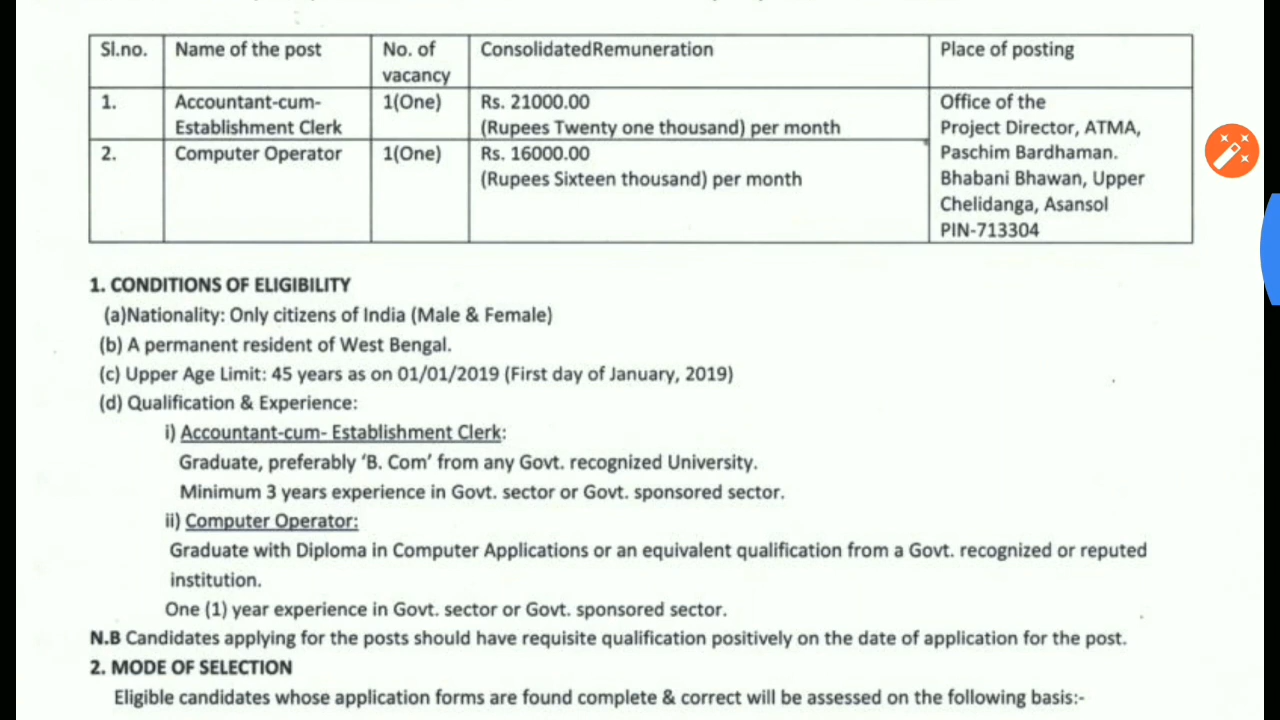 Sl.no. Name of the post No. of vacancy ConsolidatedRemuneration Place of posting
1. Accountant-cum- Establishment Clerk 1(One) Rs. 21000.00 (Rupees Twenty one thousand) per month
2. Computer Operator 1(One) Rs. 16000.00 (Rupees Sixteen thousand) per month
Office of the
Project Director, ATMA,
Paschim Bardhaman.
Bhabani Bhawan, Upper
Chelidanga, Asansol
PIN-713304
1. CONDITIONS OF ELIGIBILITY
(a)Nationality: Only citizens of India (Male & Female)
(b) A permanent resident of West Bengal.
(c) Upper Age Limit: 45 years as on 01/01/2019 (First day of January, 2019)
(d) Qualification & Experience:
i) Accountant-cum- Establishment Clerk:
Graduate, preferably ‘B. Com’ from any Govt. recognized University.
Minimum 3 years experience in Govt. sector or Govt. sponsored sector.
ii) Computer Operator:
Graduate with Diploma in Computer Applications or an equivalent qualification from a Govt. recognized or reputed
institution.
One (1) year experience in Govt. sector or Govt. sponsored sector.
N.B Candidates applying for the posts should have requisite qualification positively on the date of application for the post.
2. MODE OF SELECTION
Eligible candidates whose application forms are found complete & correct will be assessed on the following basis:-